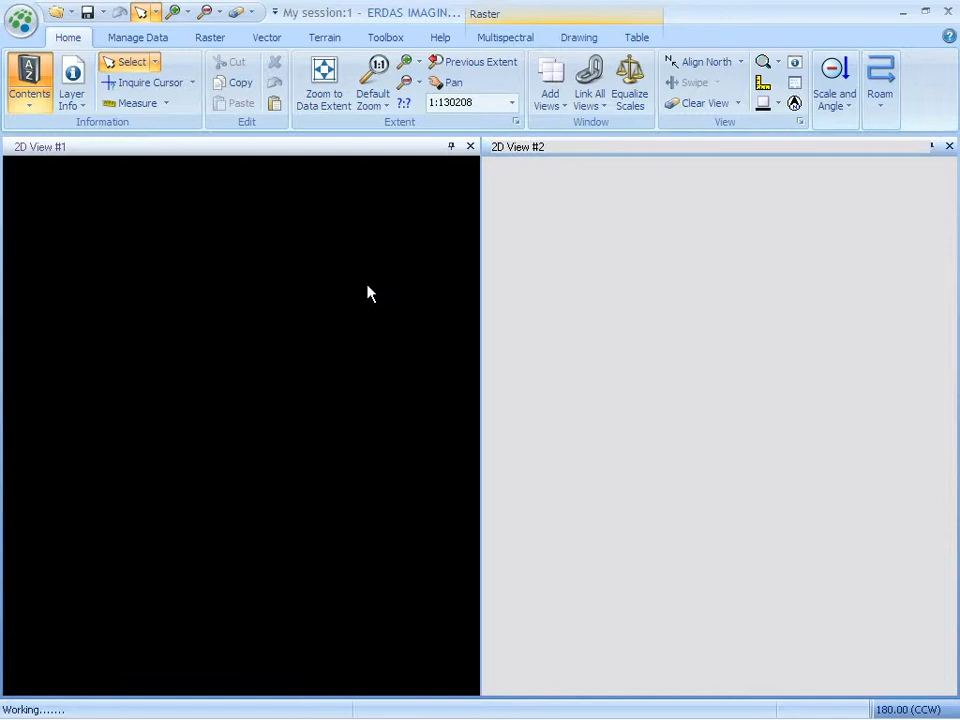 My session:1 - ERDAS IMAGIN...
Raster
Home
Manage Data
Raster
Vector
Terrain
Toolbox
Help
Multispectral
Drawing
Table
Contents
Layer
Info
Select
Inquire Cursor
Measure
Information
Cut
Copy
Paste
Edit
Zoom to
Data Extent
1:1
Default
Zoom
?:?
Previous Extent
Pan
1:130208
Extent
Add
Views
Link All
Views
Equalize
Scales
Window
Align North
Swipe
Clear View
View
Scale and
Angle
Roam
2D View #1
2D View #2
Working.......
180.00 (CCW)